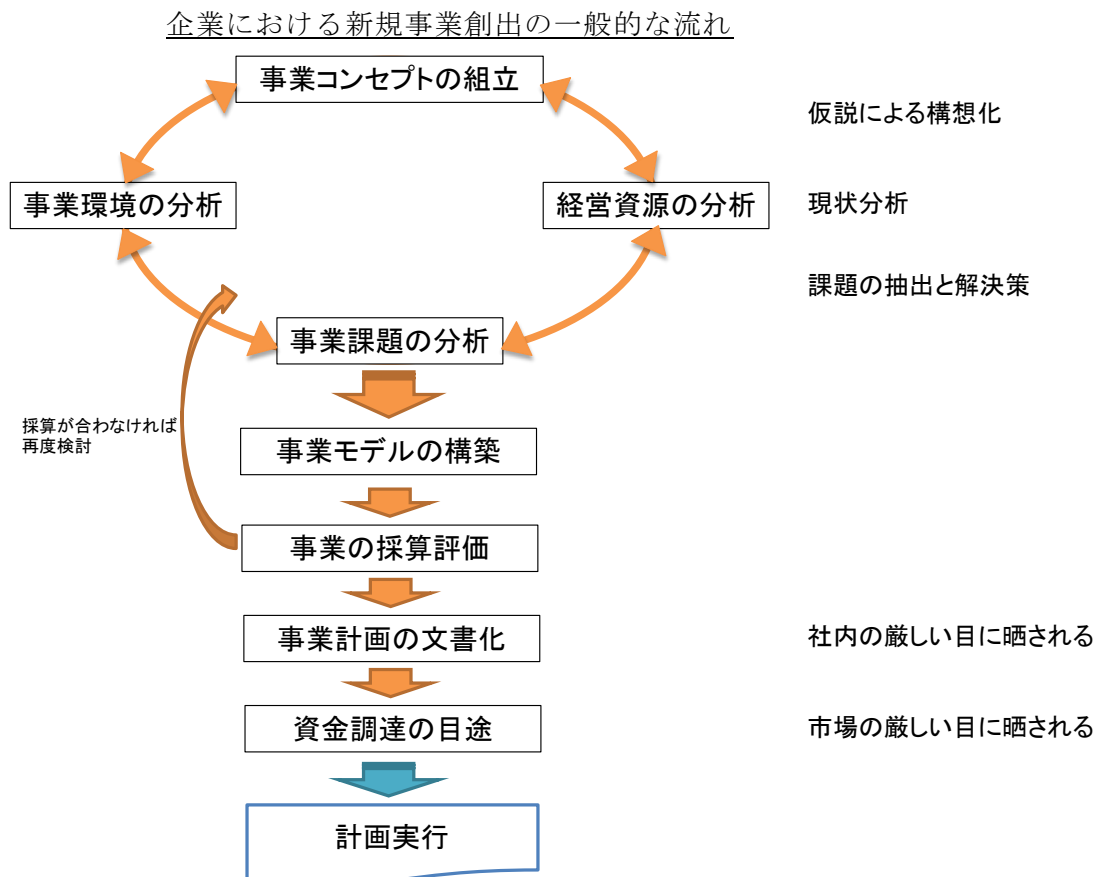 企業における新規事業創出の一般的な流れ
事業コンセプトの組立
仮説による構想化
事業環境の分析
経営資源の分析
現状分析
課題の抽出と解決策
事業課題の分析
採算が合わなければ
再度検討
事業モデルの構築
事業の採算評価
事業計画の文書化
社内の厳しい目に晒される
資金調達の目途
市場の厳しい目に晒される
計画実行